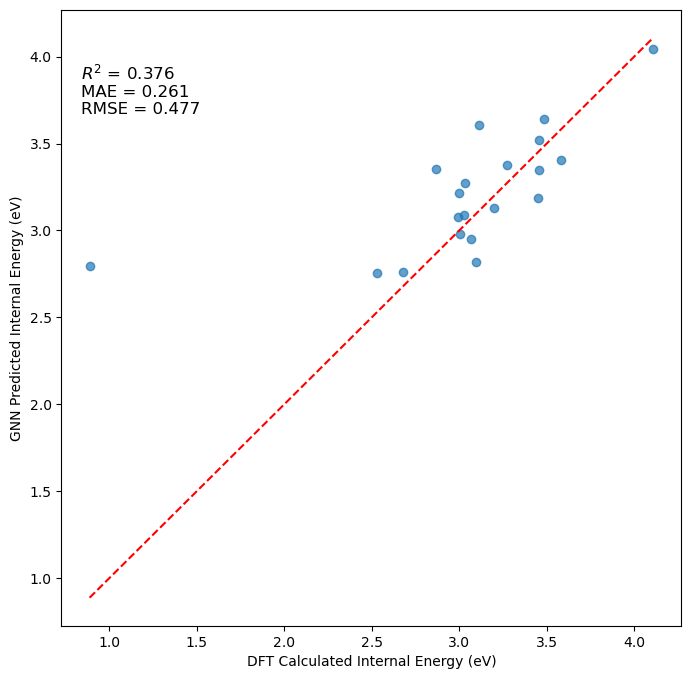 R² = 0.376
MAE = 0.261
RMSE = 0.477
GNN Predicted Internal Energy (eV)
4.0
3.5
3.0
2.5
2.0
1.5
1.0
1.0 1.5 2.0 2.5 3.0 3.5 4.0
DFT Calculated Internal Energy (eV)